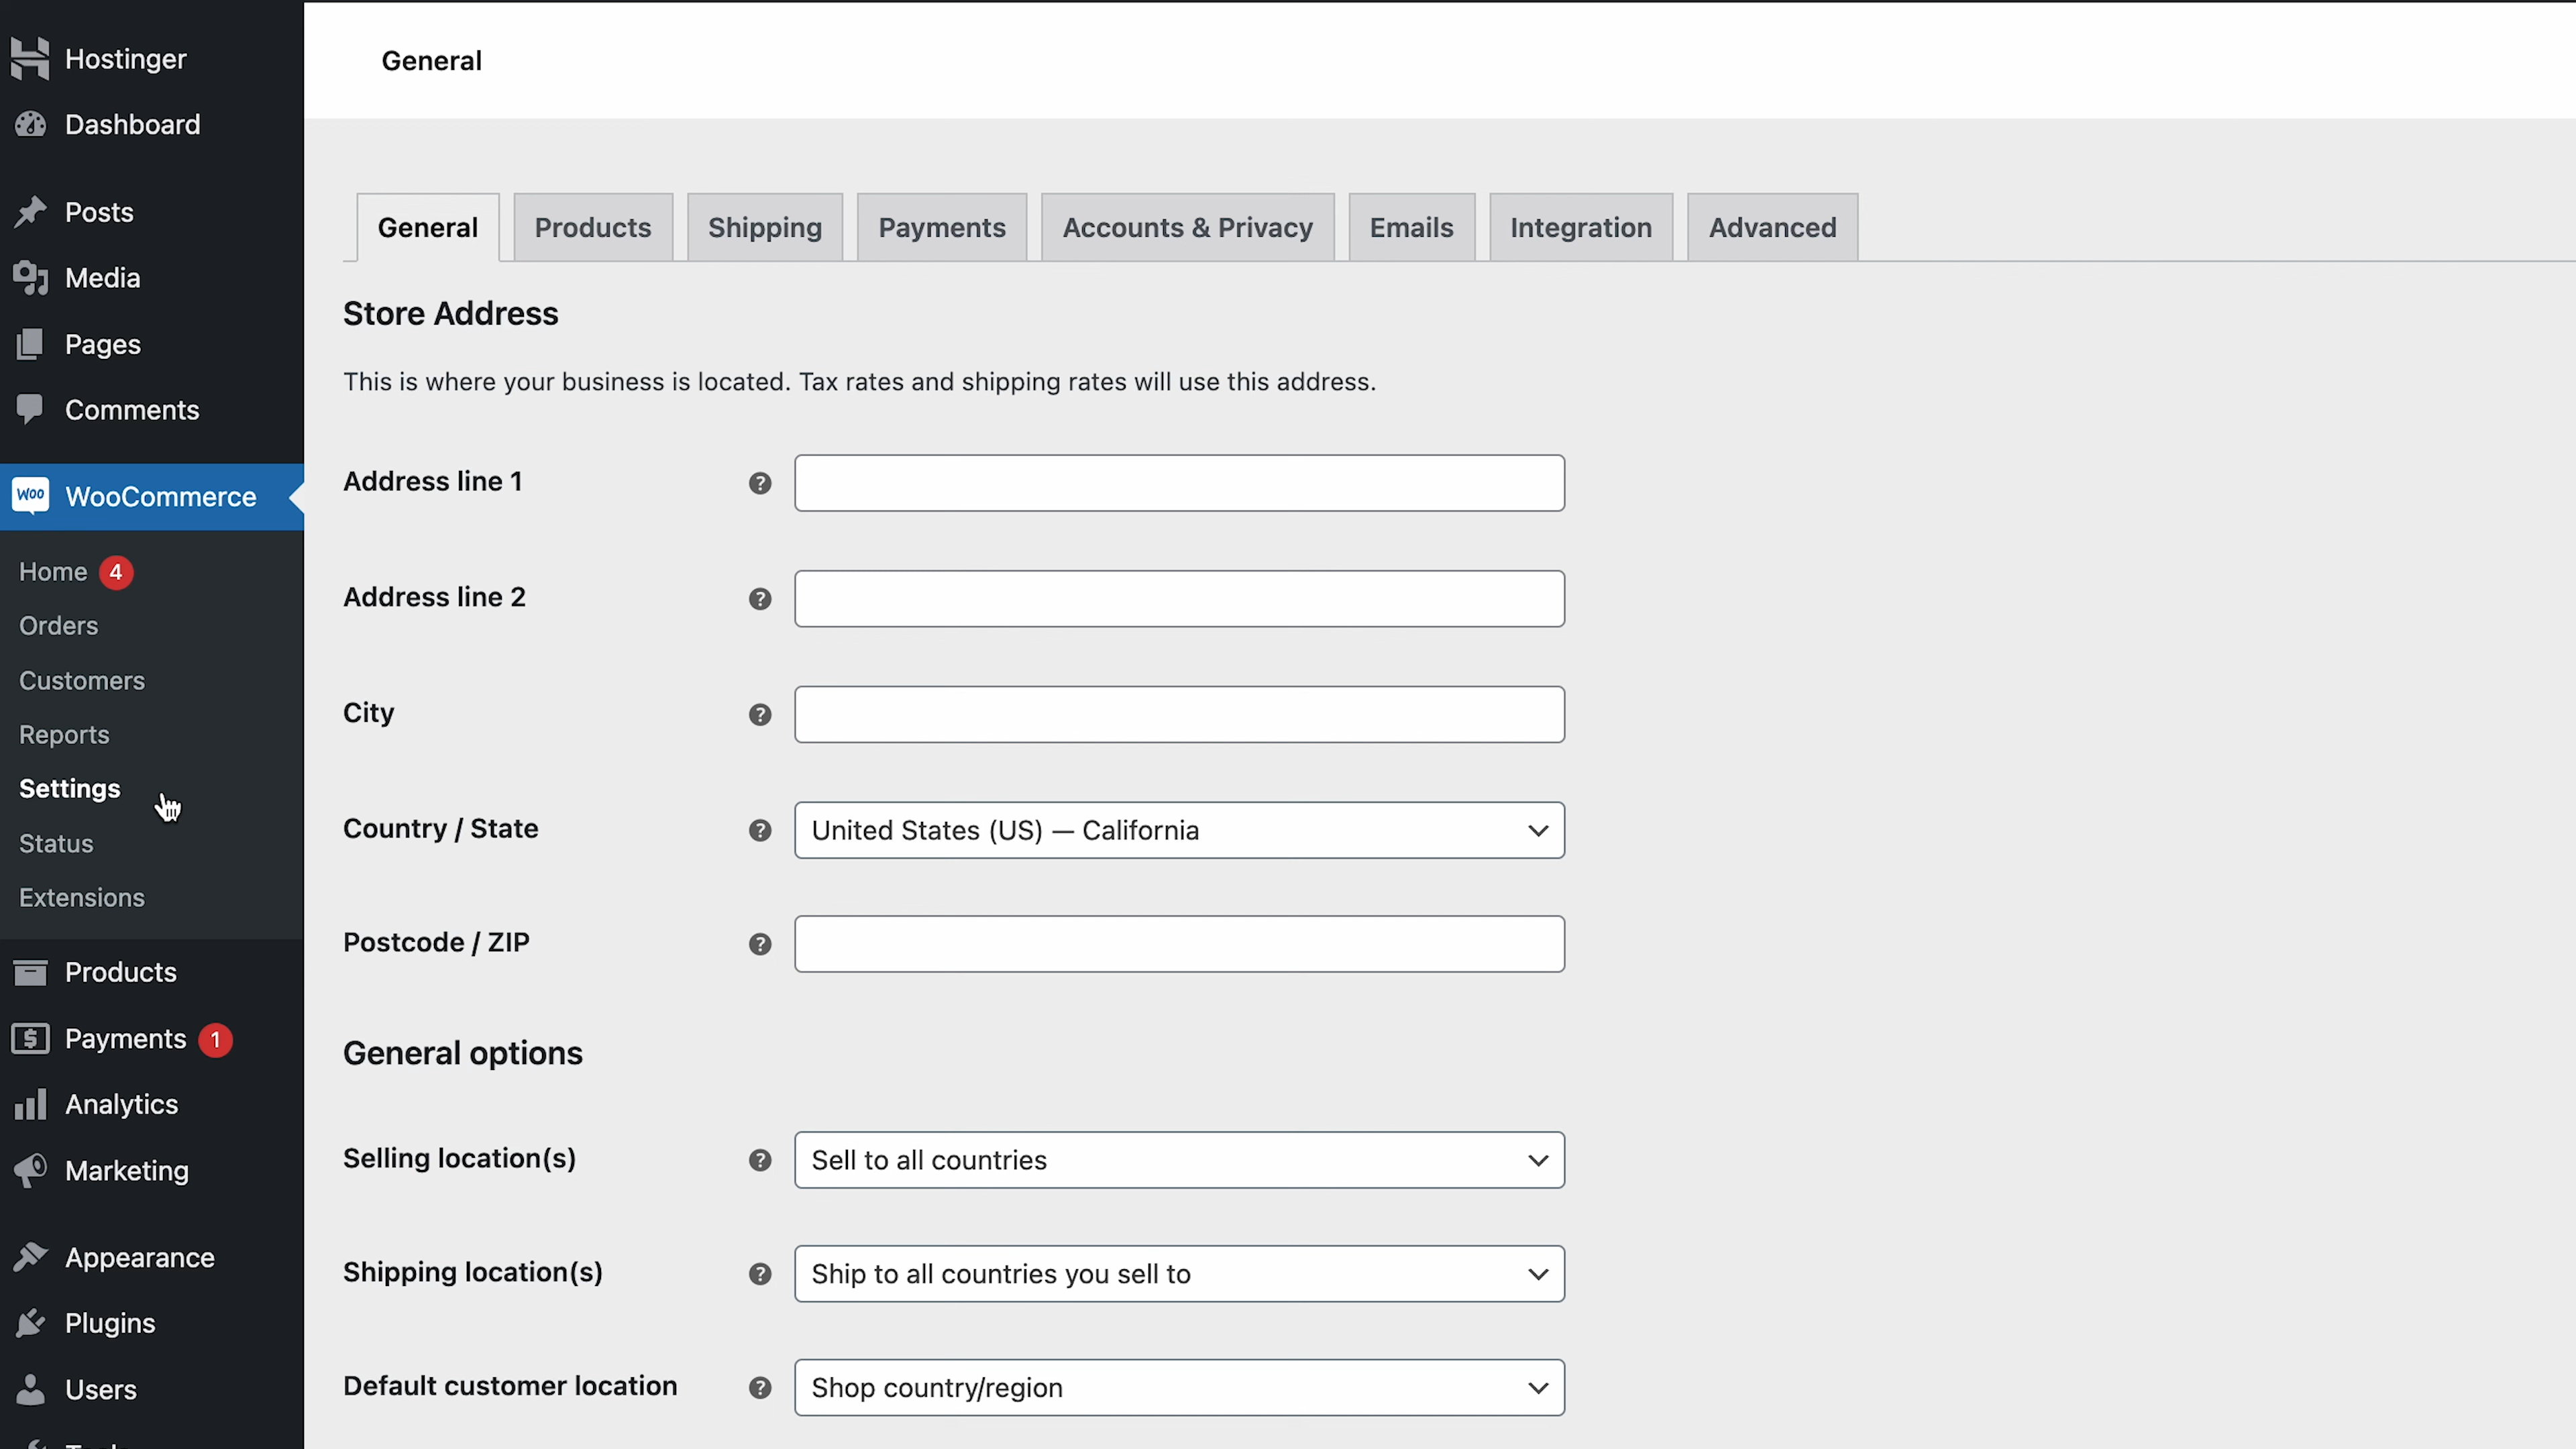 Hostinger
Dashboard
Posts
Media
Pages
Comments
woo WooCommerce
Home 4
Orders
Customers
Reports
Settings
Status
Extensions
Products
Payments 1
Analytics
Marketing
Appearance
Plugins
Users
General
General Products Shipping Payments Accounts & Privacy Emails Integration Advanced
Store Address
This is where your business is located. Tax rates and shipping rates will use this address.
Address line 1 ?
Address line 2 ?
City ?
Country / State ? United States (US) — California
Postcode / ZIP ?
General options
Selling location(s) ? Sell to all countries
Shipping location(s) ? Ship to all countries you sell to
Default customer location ? Shop country/region